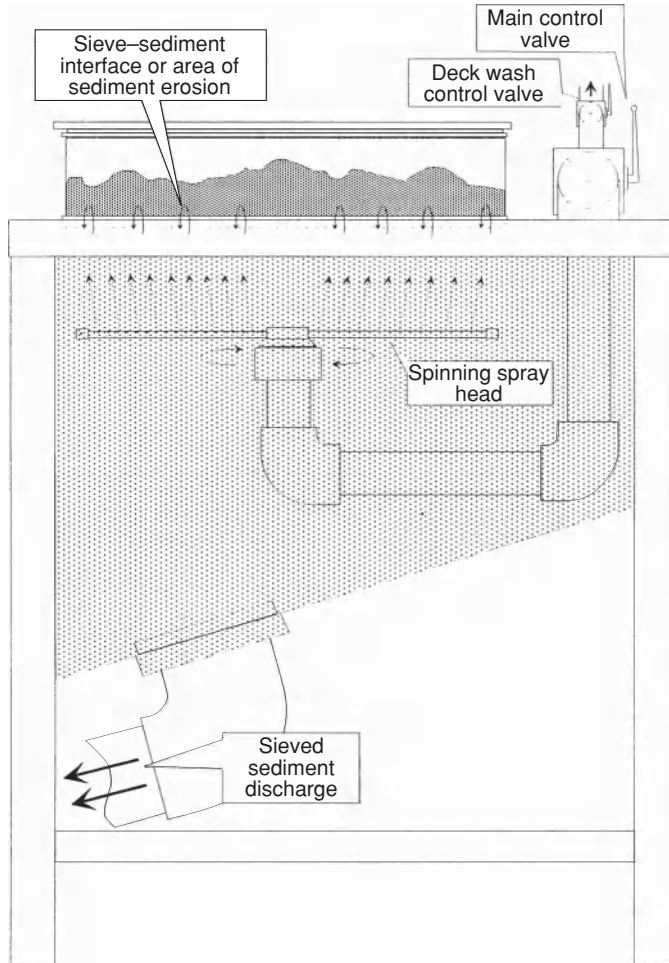 Main control
valve
Sieve–sediment
interface or area of
sediment erosion
Deck wash
control valve
Spinning spray
head
Sieved
sediment
discharge